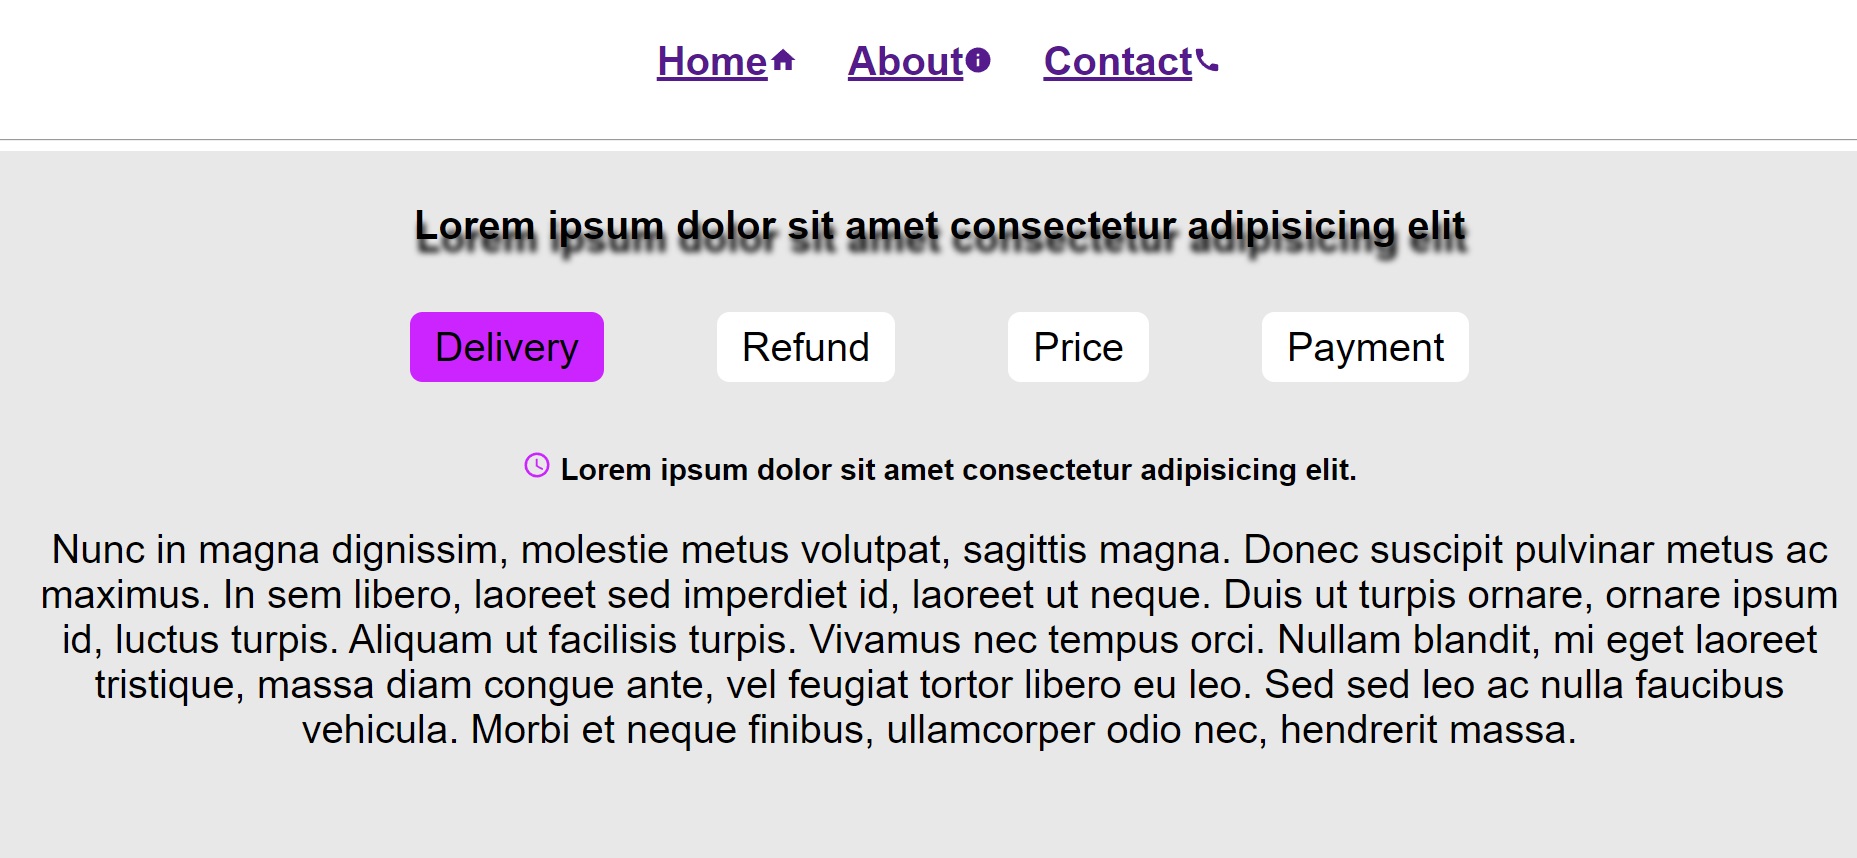 Home About Contact
Lorem ipsum dolor sit amet consectetur adipisicing elit
Delivery Refund Price Payment
Lorem ipsum dolor sit amet consectetur adipisicing elit.
Nunc in magna dignissim, molestie metus volutpat, sagittis magna. Donec suscipit pulvinar metus ac
maximus. In sem libero, laoreet sed imperdiet id, laoreet ut neque. Duis ut turpis ornare, ornare ipsum
id, luctus turpis. Aliquam ut facilisis turpis. Vivamus nec tempus orci. Nullam blandit, mi eget laoreet
tristique, massa diam congue ante, vel feugiat tortor libero eu leo. Sed sed leo ac nulla faucibus
vehicula. Morbi et neque finibus, ullamcorper odio nec, hendrerit massa.